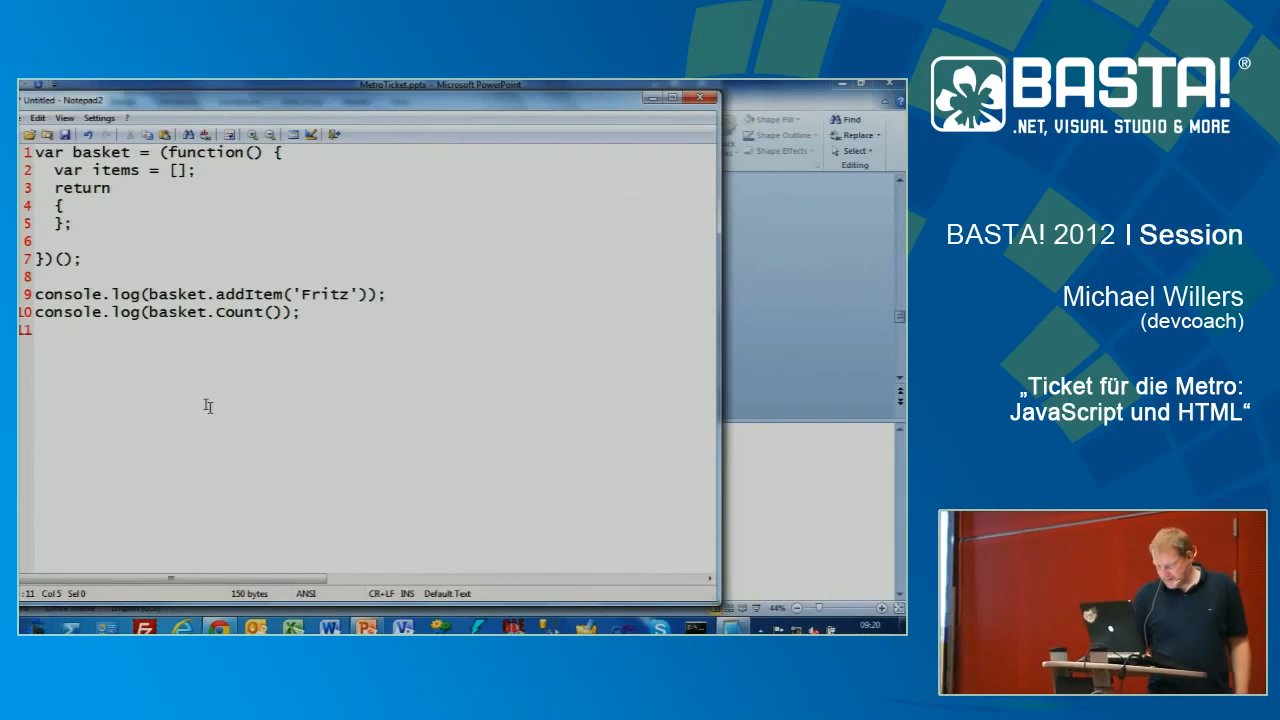 MetroTicket.pptx - Microsoft PowerPoint
* Untitled - Notepad2
Edit View Settings ?
1 var basket = (function() {
2 var items = [];
3 return
4 {
5 };
6
7 })();
8
9 console.log(basket.addItem('Fritz'));
10 console.log(basket.Count());
11
:11 Col 5 Sel 0 150 bytes ANSI CR+LF INS Default Text
Shape Fill
Shape Outline
Shape Effects
Find
Replace
Select
Editing
44%
09:20
BASTA!®
.NET, VISUAL STUDIO & MORE
BASTA! 2012 I Session
Michael Willers
(devcoach)
„Ticket für die Metro:
JavaScript und HTML“